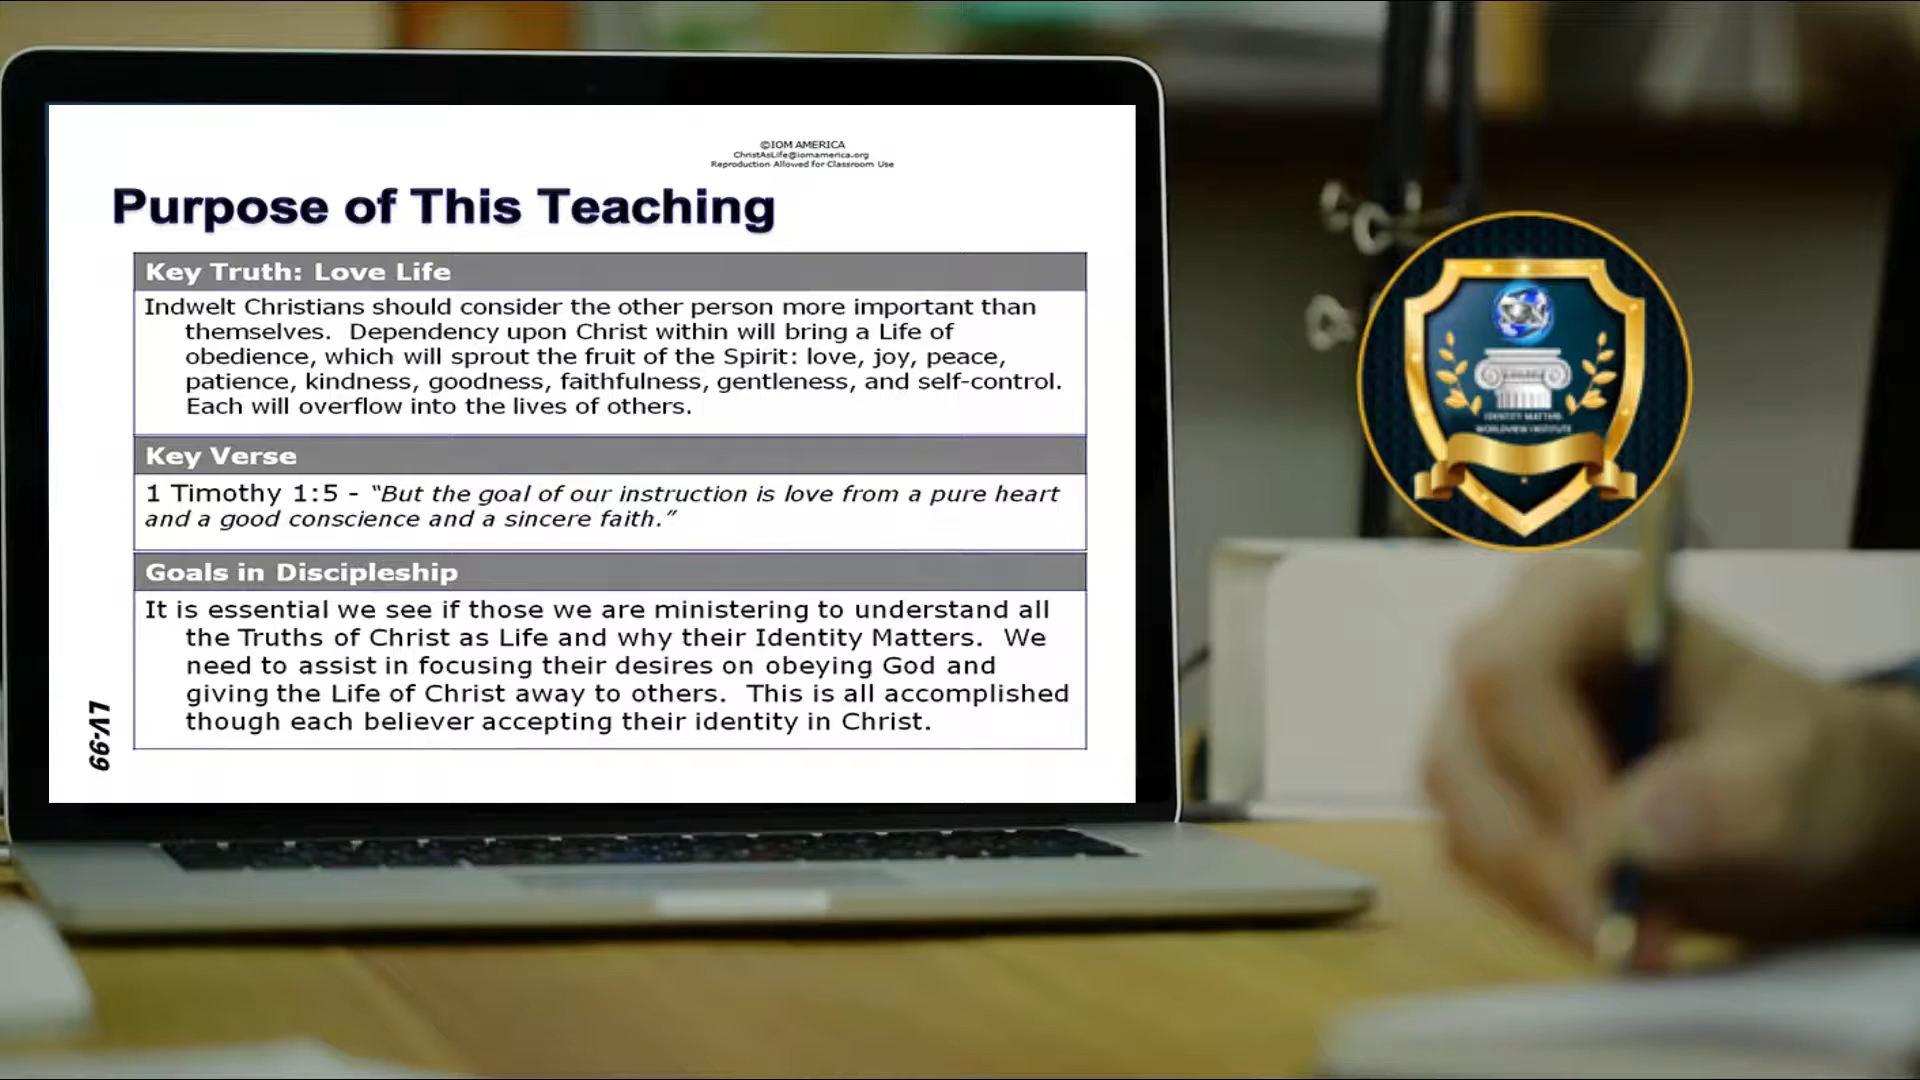 ©IOM AMERICA
ChristAsLife@iomamerica.org
Reproduction Allowed for Classroom Use
Purpose of This Teaching
Key Truth: Love Life
Indwelt Christians should consider the other person more important than
themselves. Dependency upon Christ within will bring a Life of
obedience, which will sprout the fruit of the Spirit: love, joy, peace,
patience, kindness, goodness, faithfulness, gentleness, and self-control.
Each will overflow into the lives of others.
Key Verse
1 Timothy 1:5 - “But the goal of our instruction is love from a pure heart
and a good conscience and a sincere faith.”
Goals in Discipleship
It is essential we see if those we are ministering to understand all
the Truths of Christ as Life and why their Identity Matters. We
need to assist in focusing their desires on obeying God and
giving the Life of Christ away to others. This is all accomplished
though each believer accepting their identity in Christ.
LV-99
IDENTITY MATTERS
WORLDVIEW INSTITUTE